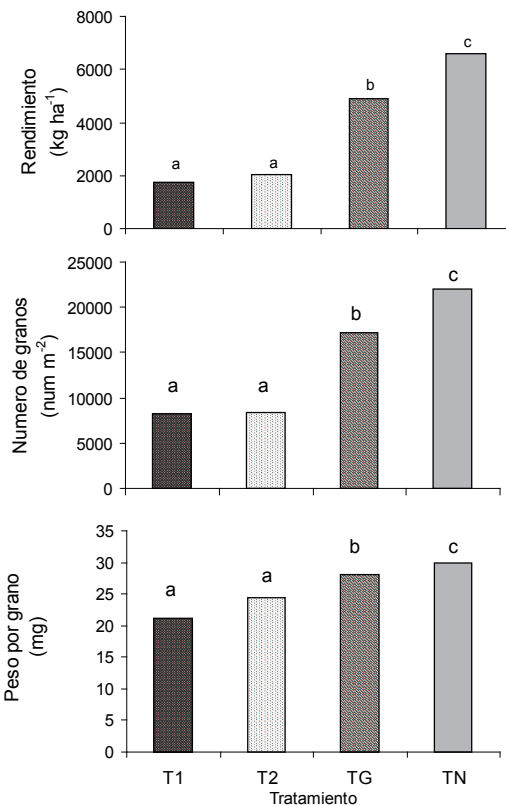 8000
6000
4000
2000
0
Rendimiento
(kg ha-1)
a
a
b
c
25000
20000
15000
10000
5000
0
Numero de granos
(num m-2)
a
a
b
c
35
30
25
20
15
10
5
0
Peso por grano
(mg)
a
a
b
c
T1 T2 TG TN
Tratamiento